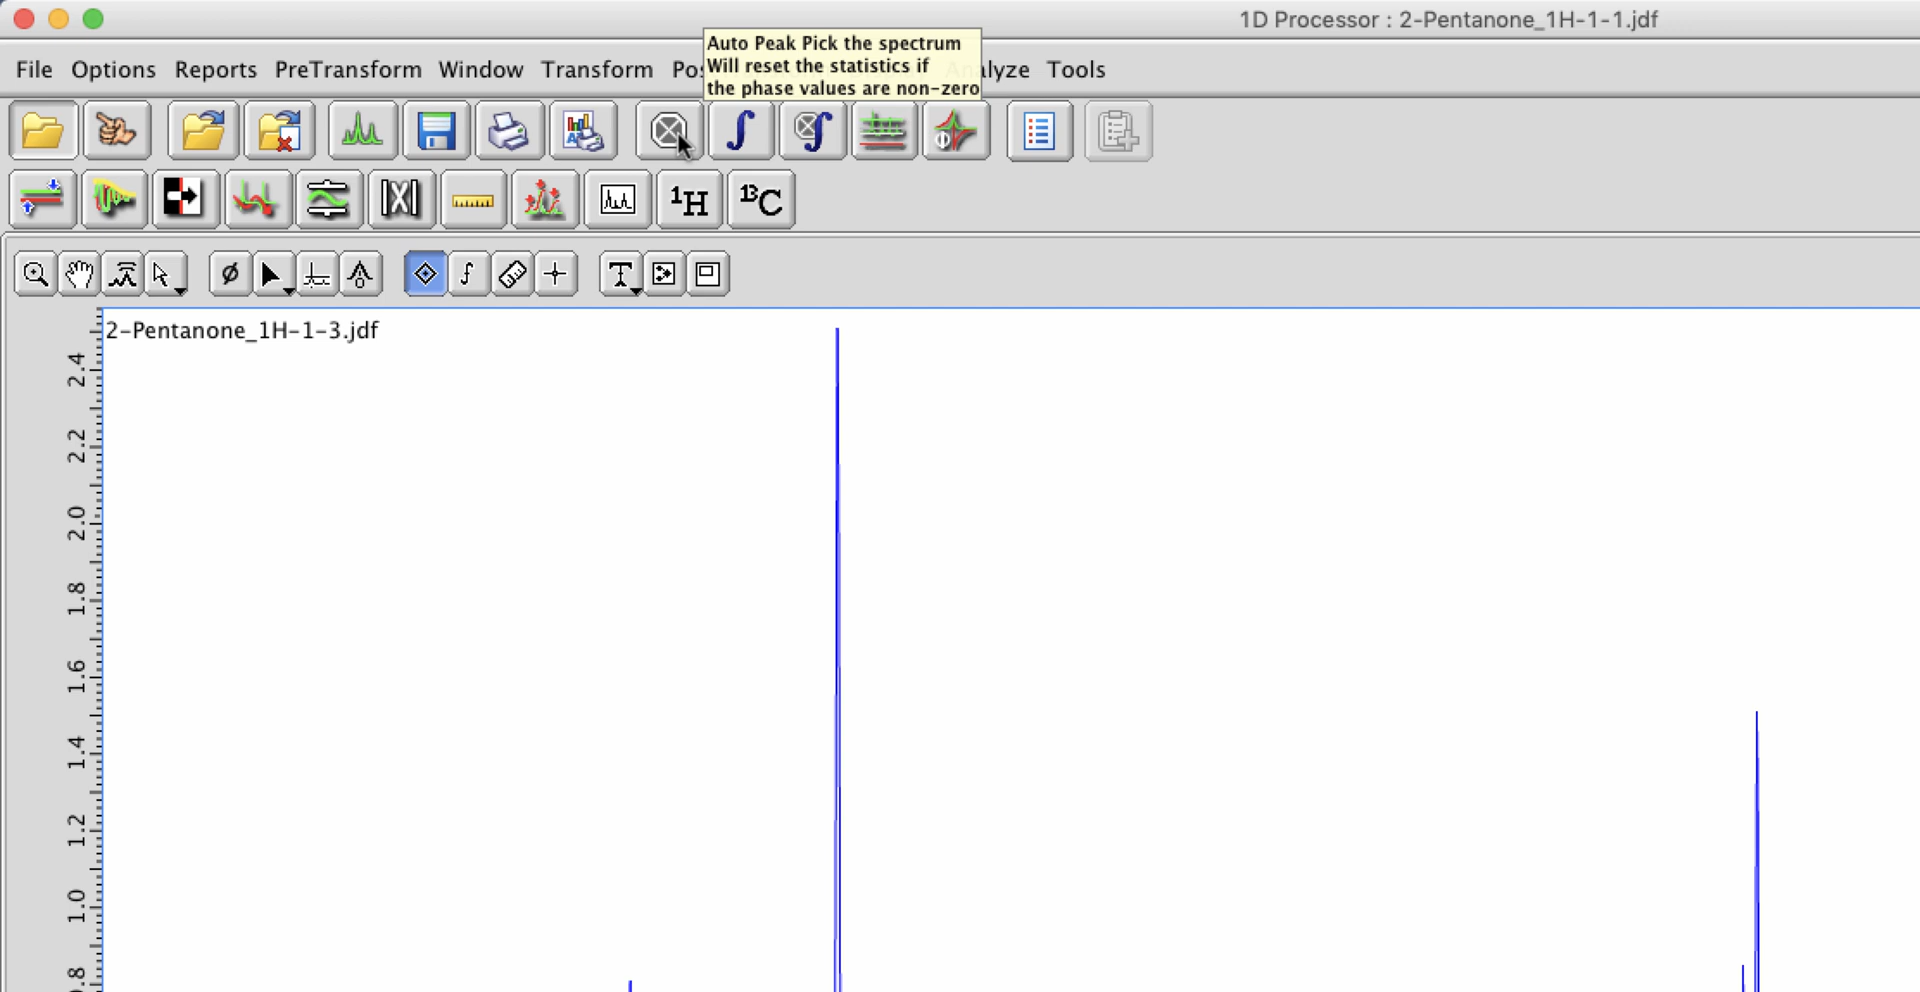 1D Processor : 2-Pentanone_1H-1-1.jdf
Auto Peak Pick the spectrum
Will reset the statistics if
the phase values are non-zero
File Options Reports PreTransform Window Transform Tools
¹H ¹³C
2-Pentanone_1H-1-3.jdf
2.4
2.2
2.0
1.8
1.6
1.4
1.2
1.0